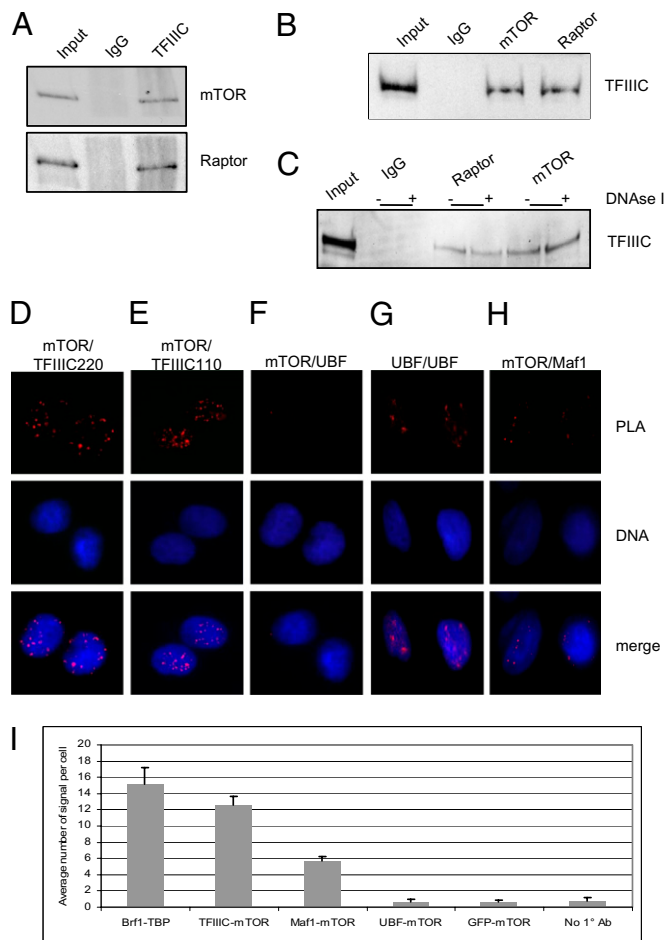 A
Input IgG TFIIIC
mTOR
Raptor
B
Input IgG mTOR Raptor
TFIIIC
C
Input IgG Raptor mTOR
- + - + - + DNAse I
TFIIIC
D E F G H
mTOR/ TFIIIC220
mTOR/ TFIIIC110
mTOR/UBF
UBF/UBF
mTOR/Maf1
PLA
DNA
merge
I
Average number of signal per cell
20
18
16
14
12
10
8
6
4
2
0
Brf1-TBP TFIIIC-mTOR Maf1-mTOR UBF-mTOR GFP-mTOR No 1° Ab